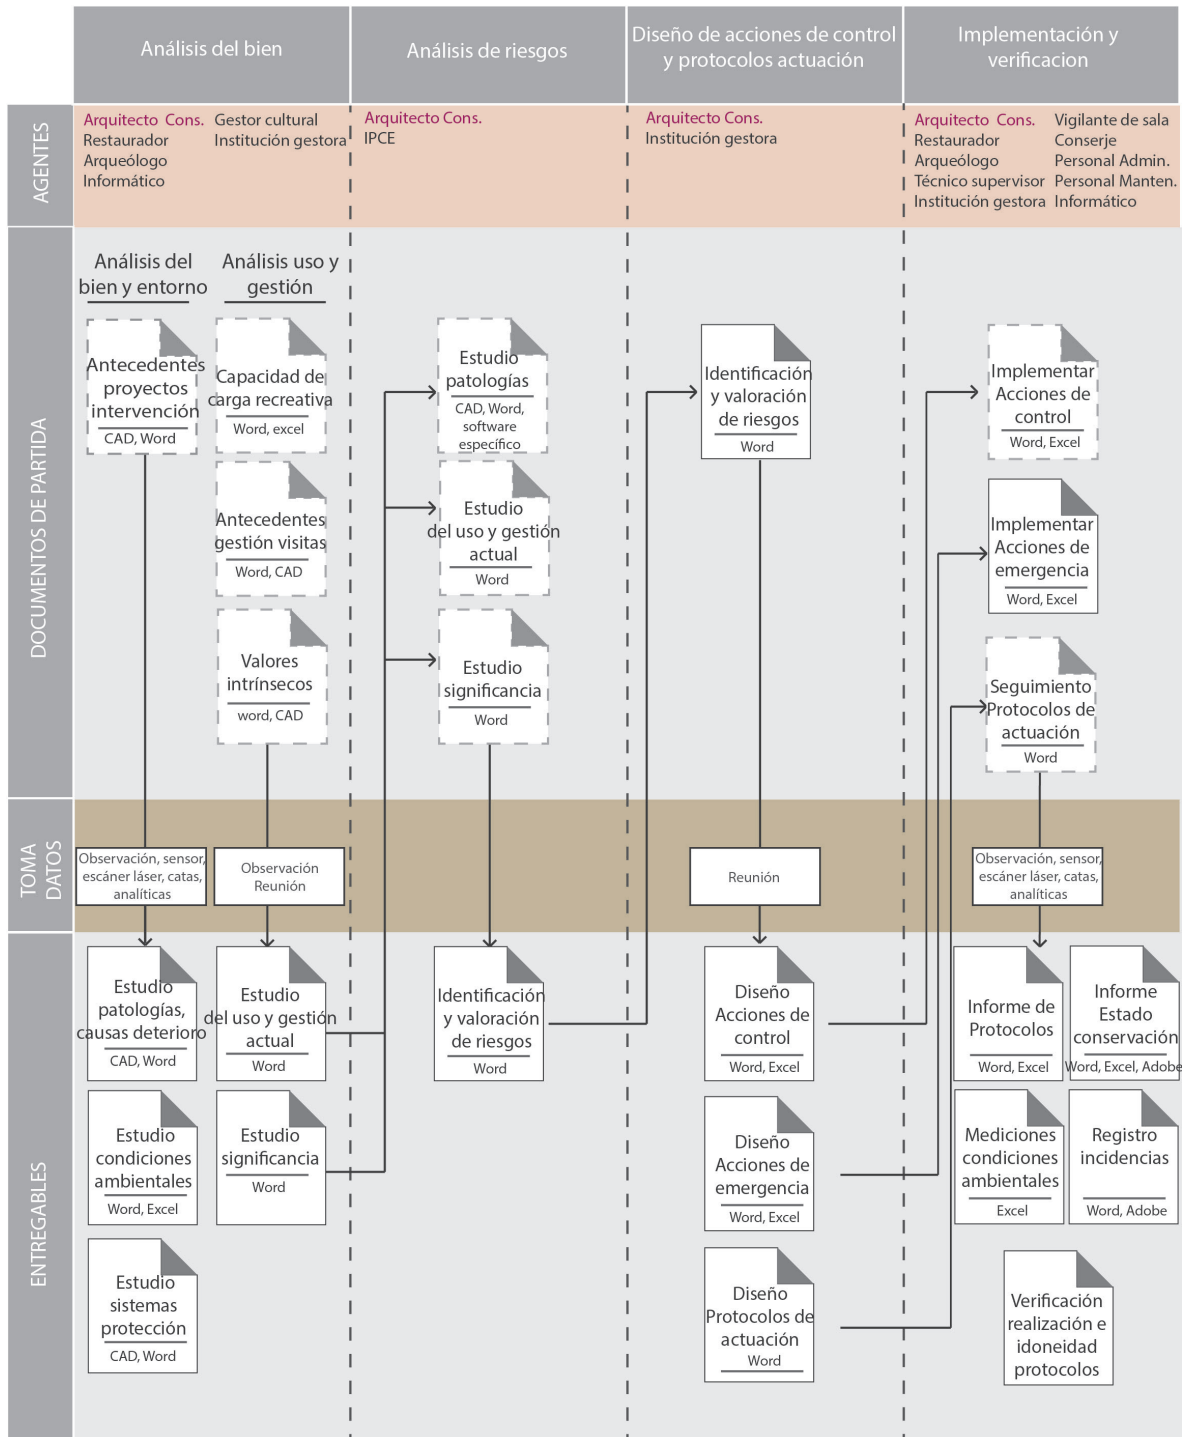 Análisis del bien
Análisis de riesgos
Diseño de acciones de control
y protocolos actuación
Implementación y
verificacion
AGENTES
Arquitecto Cons.
Restaurador
Arqueólogo
Informático
Gestor cultural
Institución gestora
Arquitecto Cons.
IPCE
Arquitecto Cons.
Institución gestora
Arquitecto Cons.
Restaurador
Arqueólogo
Técnico supervisor
Institución gestora
Vigilante de sala
Conserje
Personal Admin.
Personal Manten.
Informático
DOCUMENTOS DE PARTIDA
Análisis del
bien y entorno
Antecedentes
proyectos
intervención
CAD, Word
Análisis uso y
gestión
Capacidad de
carga recreativa
Word, excel
Antecedentes
gestión visitas
Word, CAD
Valores
intrínsecos
word, CAD
Estudio
patologías
CAD, Word,
software
específico
Estudio
del uso y gestión
actual
Word
Estudio
significancia
Word
Identificación
y valoración
de riesgos
Word
Implementar
Acciones de
control
Word, Excel
Implementar
Acciones de
emergencia
Word, Excel
Seguimiento
Protocolos de
actuación
Word
TOMA
DATOS
Observación, sensor,
escáner láser, catas,
analíticas
Observación
Reunión
Reunión
Observación, sensor,
escáner láser, catas,
analíticas
ENTREGABLES
Estudio
patologías,
causas deterioro
CAD, Word
Estudio
condiciones
ambientales
Word, Excel
Estudio
sistemas
protección
CAD, Word
Estudio
del uso y gestión
actual
Word
Estudio
significancia
Word
Identificación
y valoración
de riesgos
Word
Diseño
Acciones de
control
Word, Excel
Diseño
Acciones de
emergencia
Word, Excel
Diseño
Protocolos de
actuación
Word
Informe de
Protocolos
Word, Excel
Informe
Estado
conservación
Word, Excel, Adobe
Mediciones
condiciones
ambientales
Excel
Registro
incidencias
Word, Adobe
Verificación
realización e
idoneidad
protocolos